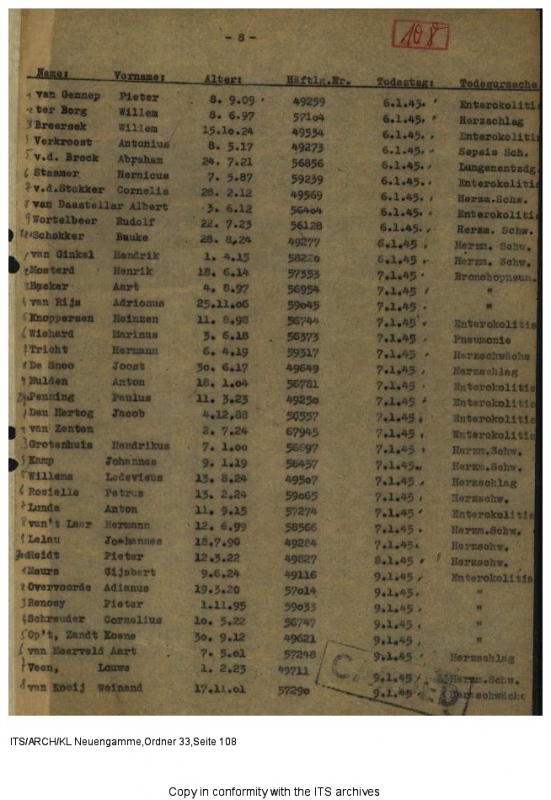 - 8 -
108
Name: Vorname: Alter: Häftlg.Nr. Todestag: Todesursache
van Gennep Pieter 8. 9.09 49259 6.1.45. Enterokolitis
ter Borg Willem 8. 6.97 57104 6.1.45. Herzschlag
Breersek Willem 15.10.24 49534 6.1.45. Enterokolitis
Verkroost Antonius 8. 5.17 49273 6.1.45. Sepsis Sch.
v.d. Brock Abraham 24. 7.21 56856 6.1.45. Lungenentzdg.
Staamer Hernicus 7. 5.87 59239 6.1.45. Enterokolitis
v.d.Stokker Cornelis 28. 2.12 49569 6.1.45. Herzm.Schw.
van Daastellar Albert 3. 6.12 56404 6.1.45. Enterokolitis
Wortelbeer Rudolf 22. 7.23 56128 6.1.45. Herzm. Schw.
Schokker Bauke 28. 8.24 49277 6.1.45 Herzm. Schw.
van Ginkel Hendrik 1. 4.15 58220 6.1.45. Herzm. Schw.
Mosterd Henrik 18. 6.14 57353 7.1.45 Bronchopneum.
Bakker Aart 4. 8.97 56954 7.1.45 "
van Rijs Adrionus 25.11.06 59045 7.1.45 "
Knoppersen Heinzen 11. 8.98 56744 7.1.45 Enterokolitis
Wichard Marinus 3. 6.18 56373 7.1.45 Pneumonie
Tricht Hermann 6. 4.19 59317 7.1.45 Herzschwäche
De Snoo Joost 30. 6.17 49649 7.1.45 Herzschlag
Mulden Anton 18. 1.04 56781 7.1.45 Enterokolitis
Penning Paulus 11. 3.23 49250 7.1.45 Enterokolitis
Den Hertog Jacob 4.12.88 56557 7.1.45 Enterokolitis
van Zenten 2. 7.24 67945 7.1.45 Enterokolitis
Grotenhuis Hendrikus 7. 1.00 56697 7.1.45 Herzm.Schw.
Kamp Johannes 9. 1.19 56437 7.1.45. Herzm.Schw.
Willems Lodevieus 13. 8.24 49507 7.1.45 Herzschlag
Rosielle Petrus 13. 2.24 59065 7.1.45 Herzschw.
Lunda Anton 11. 9.15 57274 7.1.45 Enterokolitis
van't Laar Hermann 12. 6.99 58566 7.1.45 Herzm.Schw.
Lelau Joehannes 18.7.90 49284 7.1.45 Herzschw.
Heidt Pieter 12.3.22 49827 8.1.45 Herzschw.
Meurs Gijsbert 9.6.24 49116 9.1.45 Enterokolitis
Overvoorde Adianus 19.3.20 57014 9.1.45. "
Renoey Pieter 1.11.95 59033 9.1.45 "
Schreuder Cornelius 10. 5.22 56747 9.1.45 "
Op't, Zandt Koene 30. 9.12 49621 9.1.45 "
van Meerveld Aart 7. 5.01 57248 9.1.45 Herzschlag
Veen, Louwe 1. 2.23 49711 9.1.45 Herzm.Schw.
van Kooij Weinand 17.11.01 57290 9.1.45 Herzschwäche
ITS/ARCH/KL Neuengamme,Ordner 33,Seite 108
Copy in conformity with the ITS archives